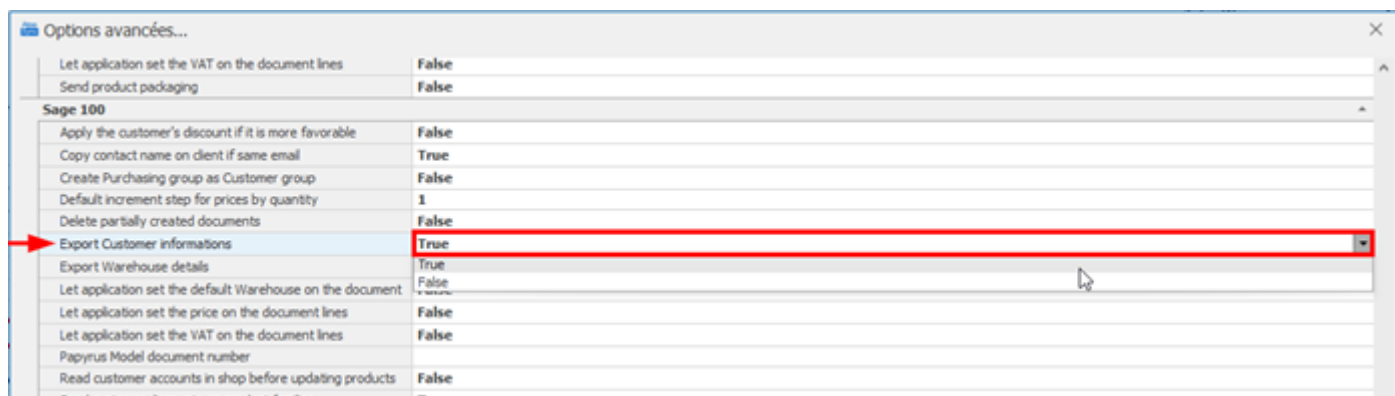 Options avancées...
Let application set the VAT on the document lines False
Send product packaging False
Sage 100
Apply the customer's discount if it is more favorable False
Copy contact name on client if same email True
Create Purchasing group as Customer group False
Default increment step for prices by quantity 1
Delete partially created documents False
Export Customer informations True
Export Warehouse details True
Let application set the default Warehouse on the document False
Let application set the price on the document lines False
Let application set the VAT on the document lines False
Papyrus Model document number
Read customer accounts in shop before updating products False